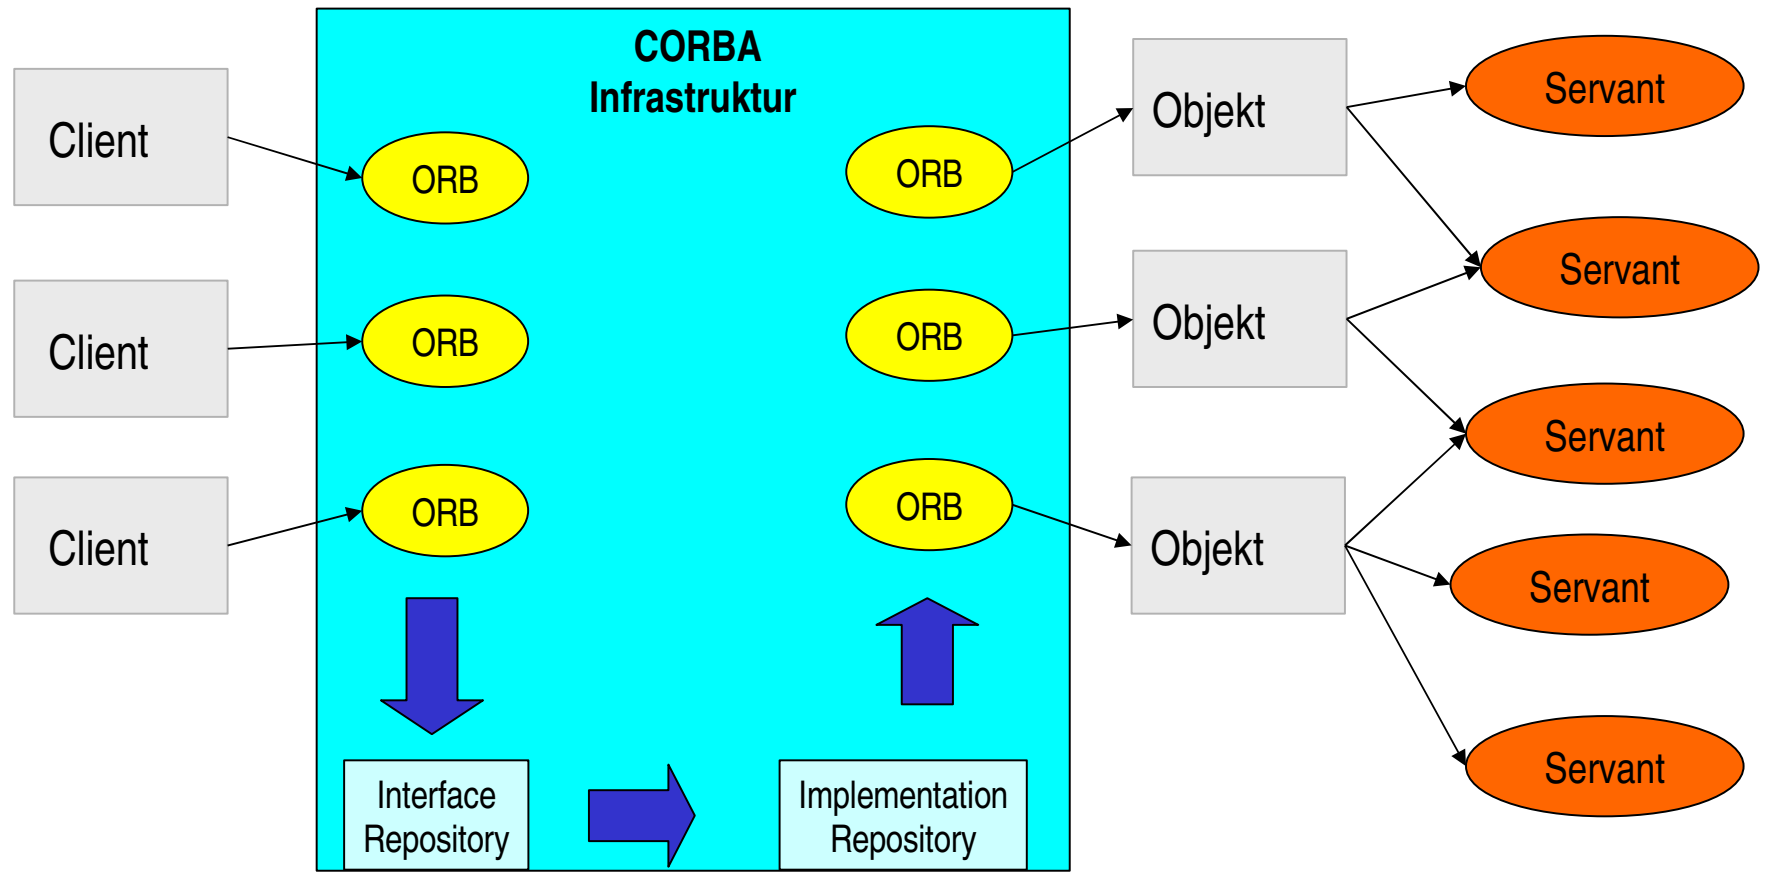 CORBA
Infrastruktur
Client
ORB
ORB
Objekt
Servant
Servant
Client
ORB
ORB
Objekt
Servant
Client
ORB
ORB
Objekt
Servant
Servant
Interface
Repository
Implementation
Repository